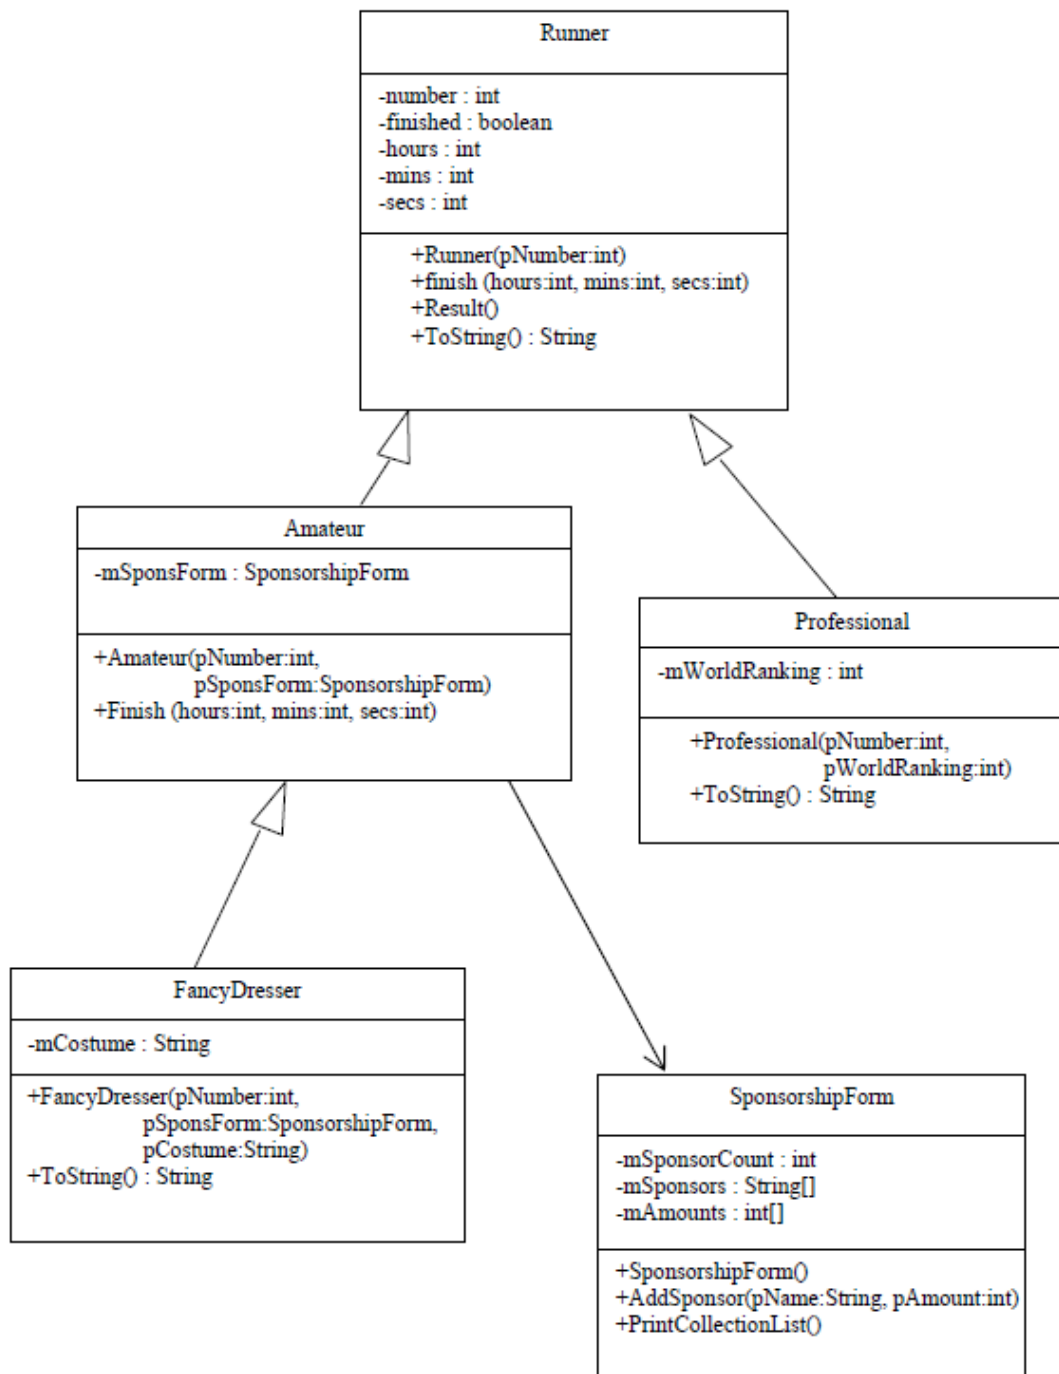 Runner
-number : int
-finished : boolean
-hours : int
-mins : int
-secs : int
+Runner(pNumber:int)
+finish (hours:int, mins:int, secs:int)
+Result()
+ToString() : String
Amateur
-mSponsForm : SponsorshipForm
+Amateur(pNumber:int,
pSponsForm:SponsorshipForm)
+Finish (hours:int, mins:int, secs:int)
Professional
-mWorldRanking : int
+Professional(pNumber:int,
pWorldRanking:int)
+ToString() : String
FancyDresser
-mCostume : String
+FancyDresser(pNumber:int,
pSponsForm:SponsorshipForm,
pCostume:String)
+ToString() : String
SponsorshipForm
-mSponsorCount : int
-mSponsors : String[]
-mAmounts : int[]
+SponsorshipForm()
+AddSponsor(pName:String, pAmount:int)
+PrintCollectionList()